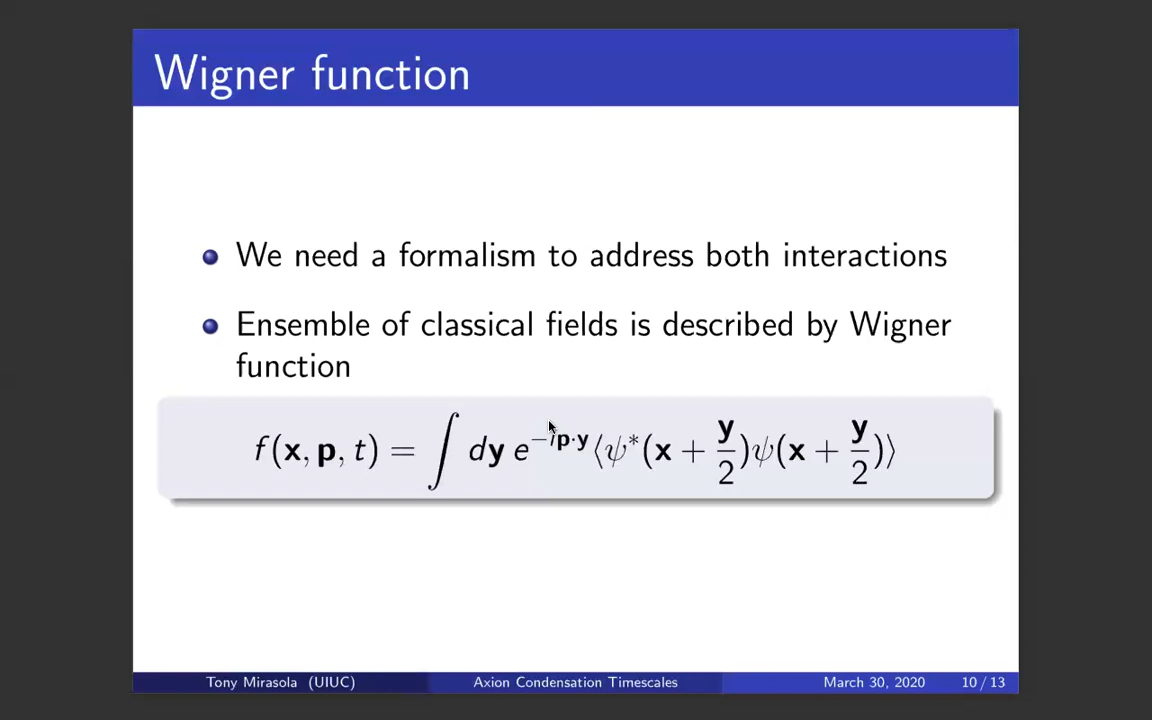 Wigner function
We need a formalism to address both interactions
Ensemble of classical fields is described by Wigner
function
f(x, p, t) = ∫ dy e^{−ip·y}⟨ψ*(x + y/2)ψ(x + y/2)⟩
Tony Mirasola (UIUC) Axion Condensation Timescales March 30, 2020 10 / 13